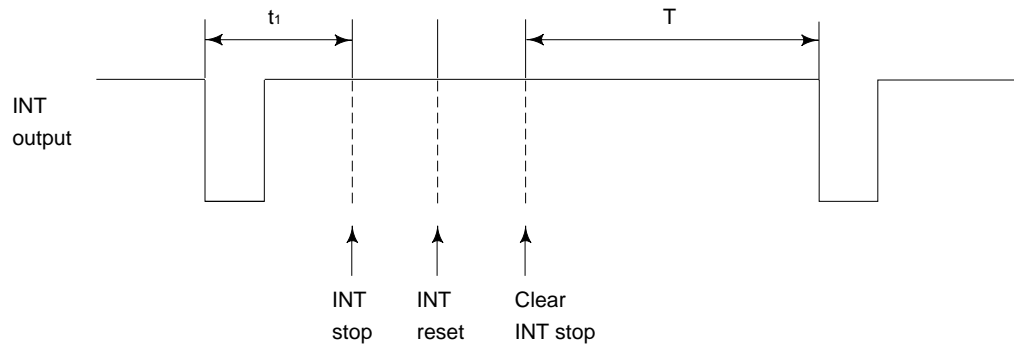 t₁
T
INT
output
INT
stop
INT
reset
Clear
INT stop